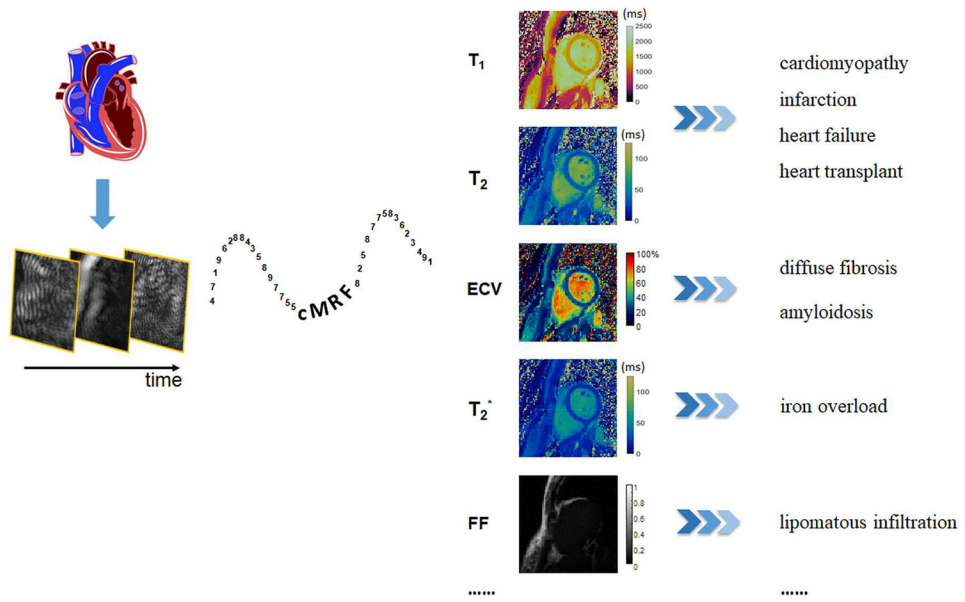 (ms)
T1
2500
2000
1500
1000
500
0
cardiomyopathy
infarction
heart failure
heart transplant
(ms)
T2
100
50
0
47196288435897755cMRF825877583623491
time
ECV
100%
80
60
40
20
0
diffuse fibrosis
amyloidosis
(ms)
T2*
100
50
0
iron overload
FF
1
0.8
0.6
0.4
0.2
0
lipomatous infiltration
......
......